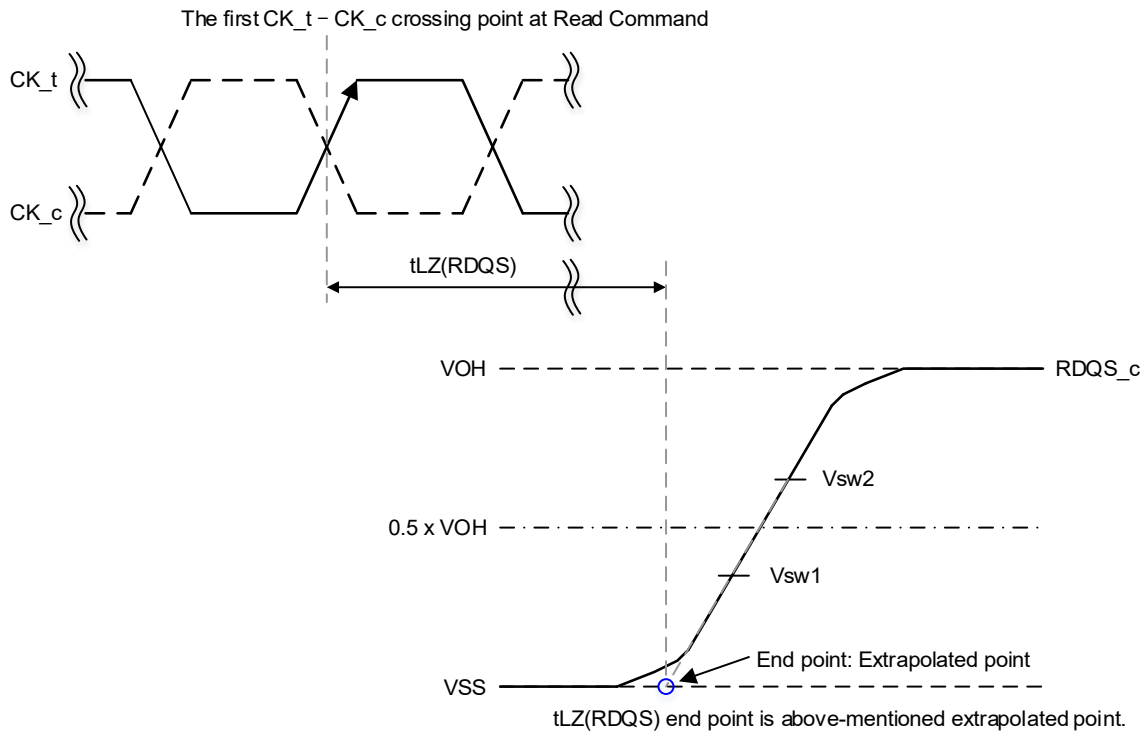 The first CK_t – CK_c crossing point at Read Command
CK_t
CK_c
tLZ(RDQS)
VOH
RDQS_c
Vsw2
0.5 x VOH
Vsw1
End point: Extrapolated point
VSS
tLZ(RDQS) end point is above-mentioned extrapolated point.